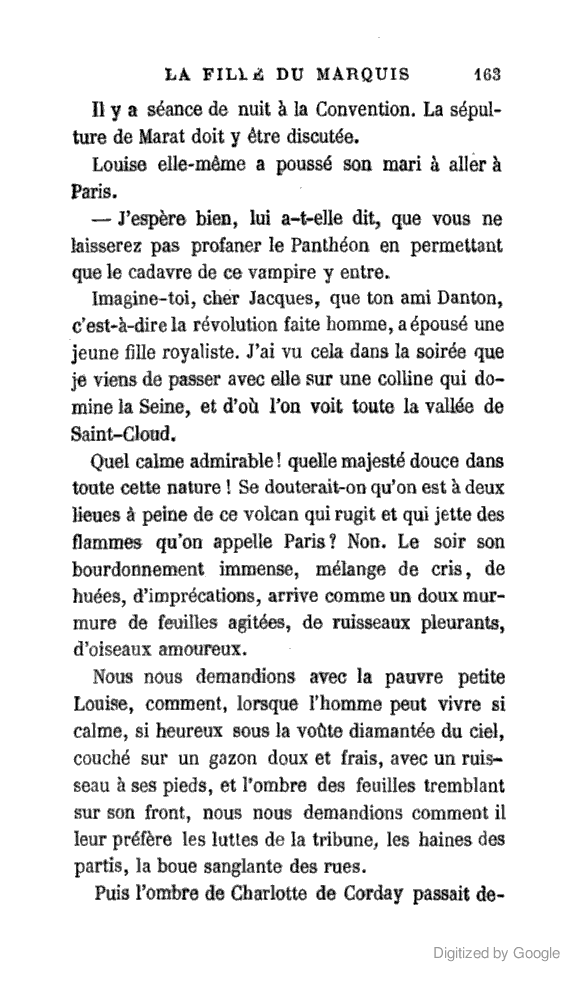 LA FILLE DU MARQUIS 163
Il y a séance de nuit à la Convention. La sépul-
ture de Marat doit y être discutée.
Louise elle-même a poussé son mari à aller à
Paris.
— J'espère bien, lui a-t-elle dit, que vous ne
laisserez pas profaner le Panthéon en permettant
que le cadavre de ce vampire y entre.
Imagine-toi, cher Jacques, que ton ami Danton,
c'est-à-dire la révolution faite homme, a épousé une
jeune fille royaliste. J'ai vu cela dans la soirée que
je viens de passer avec elle sur une colline qui do-
mine la Seine, et d'où l'on voit toute la vallée de
Saint-Cloud.
Quel calme admirable ! quelle majesté douce dans
toute cette nature ! Se douterait-on qu'on est à deux
lieues à peine de ce volcan qui rugit et qui jette des
flammes qu'on appelle Paris ? Non. Le soir son
bourdonnement immense, mélange de cris, de
huées, d'imprécations, arrive comme un doux mur-
mure de feuilles agitées, de ruisseaux pleurants,
d'oiseaux amoureux.
Nous nous demandions avec la pauvre petite
Louise, comment, lorsque l'homme peut vivre si
calme, si heureux sous la voûte diamantée du ciel,
couché sur un gazon doux et frais, avec un ruis-
seau à ses pieds, et l'ombre des feuilles tremblant
sur son front, nous nous demandions comment il
leur préfère les luttes de la tribune, les haines des
partis, la boue sanglante des rues.
Puis l'ombre de Charlotte de Corday passait de-
Digitized by Google